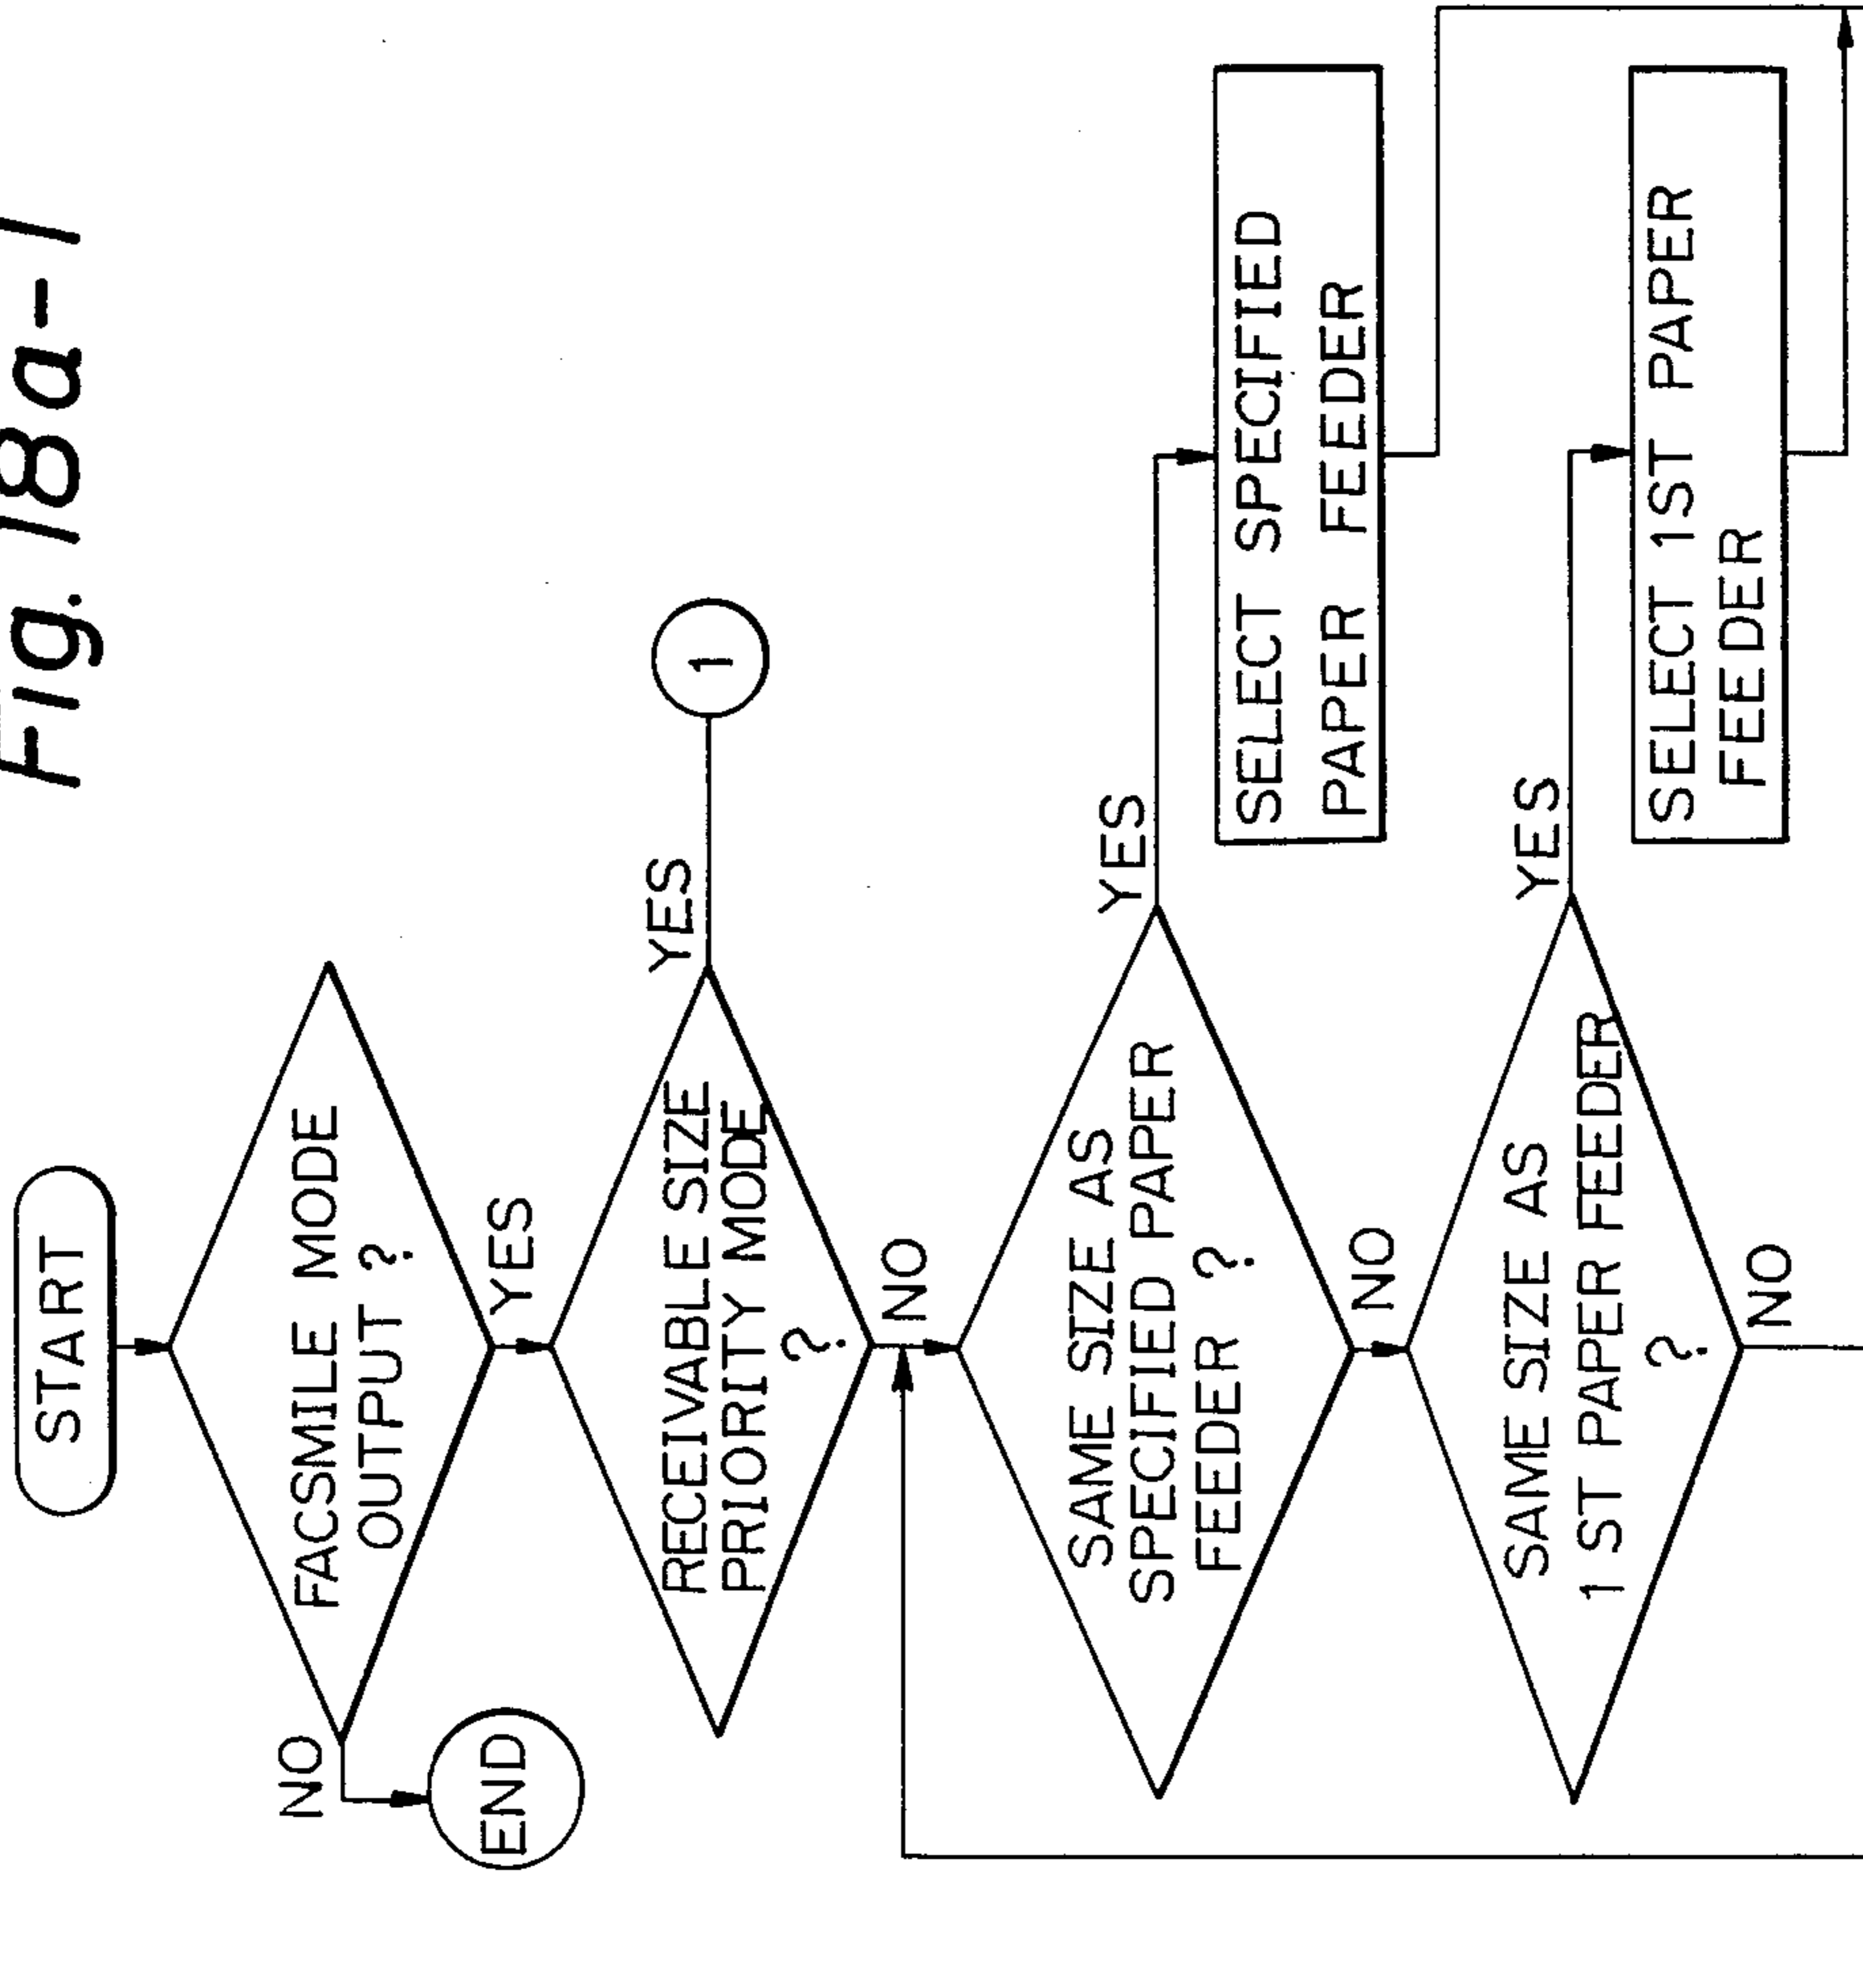 Fig. 18a-1
START
FACSMILE MODE
OUTPUT ?
NO
END
YES
RECEIVABLE SIZE
PRIORITY MODE
?
YES
1
NO
SAME SIZE AS
SPECIFIED PAPER
FEEDER ?
YES
SELECT SPECIFIED
PAPER FEEDER
NO
SAME SIZE AS
1ST PAPER FEEDER
?
YES
SELECT 1ST PAPER
FEEDER
NO